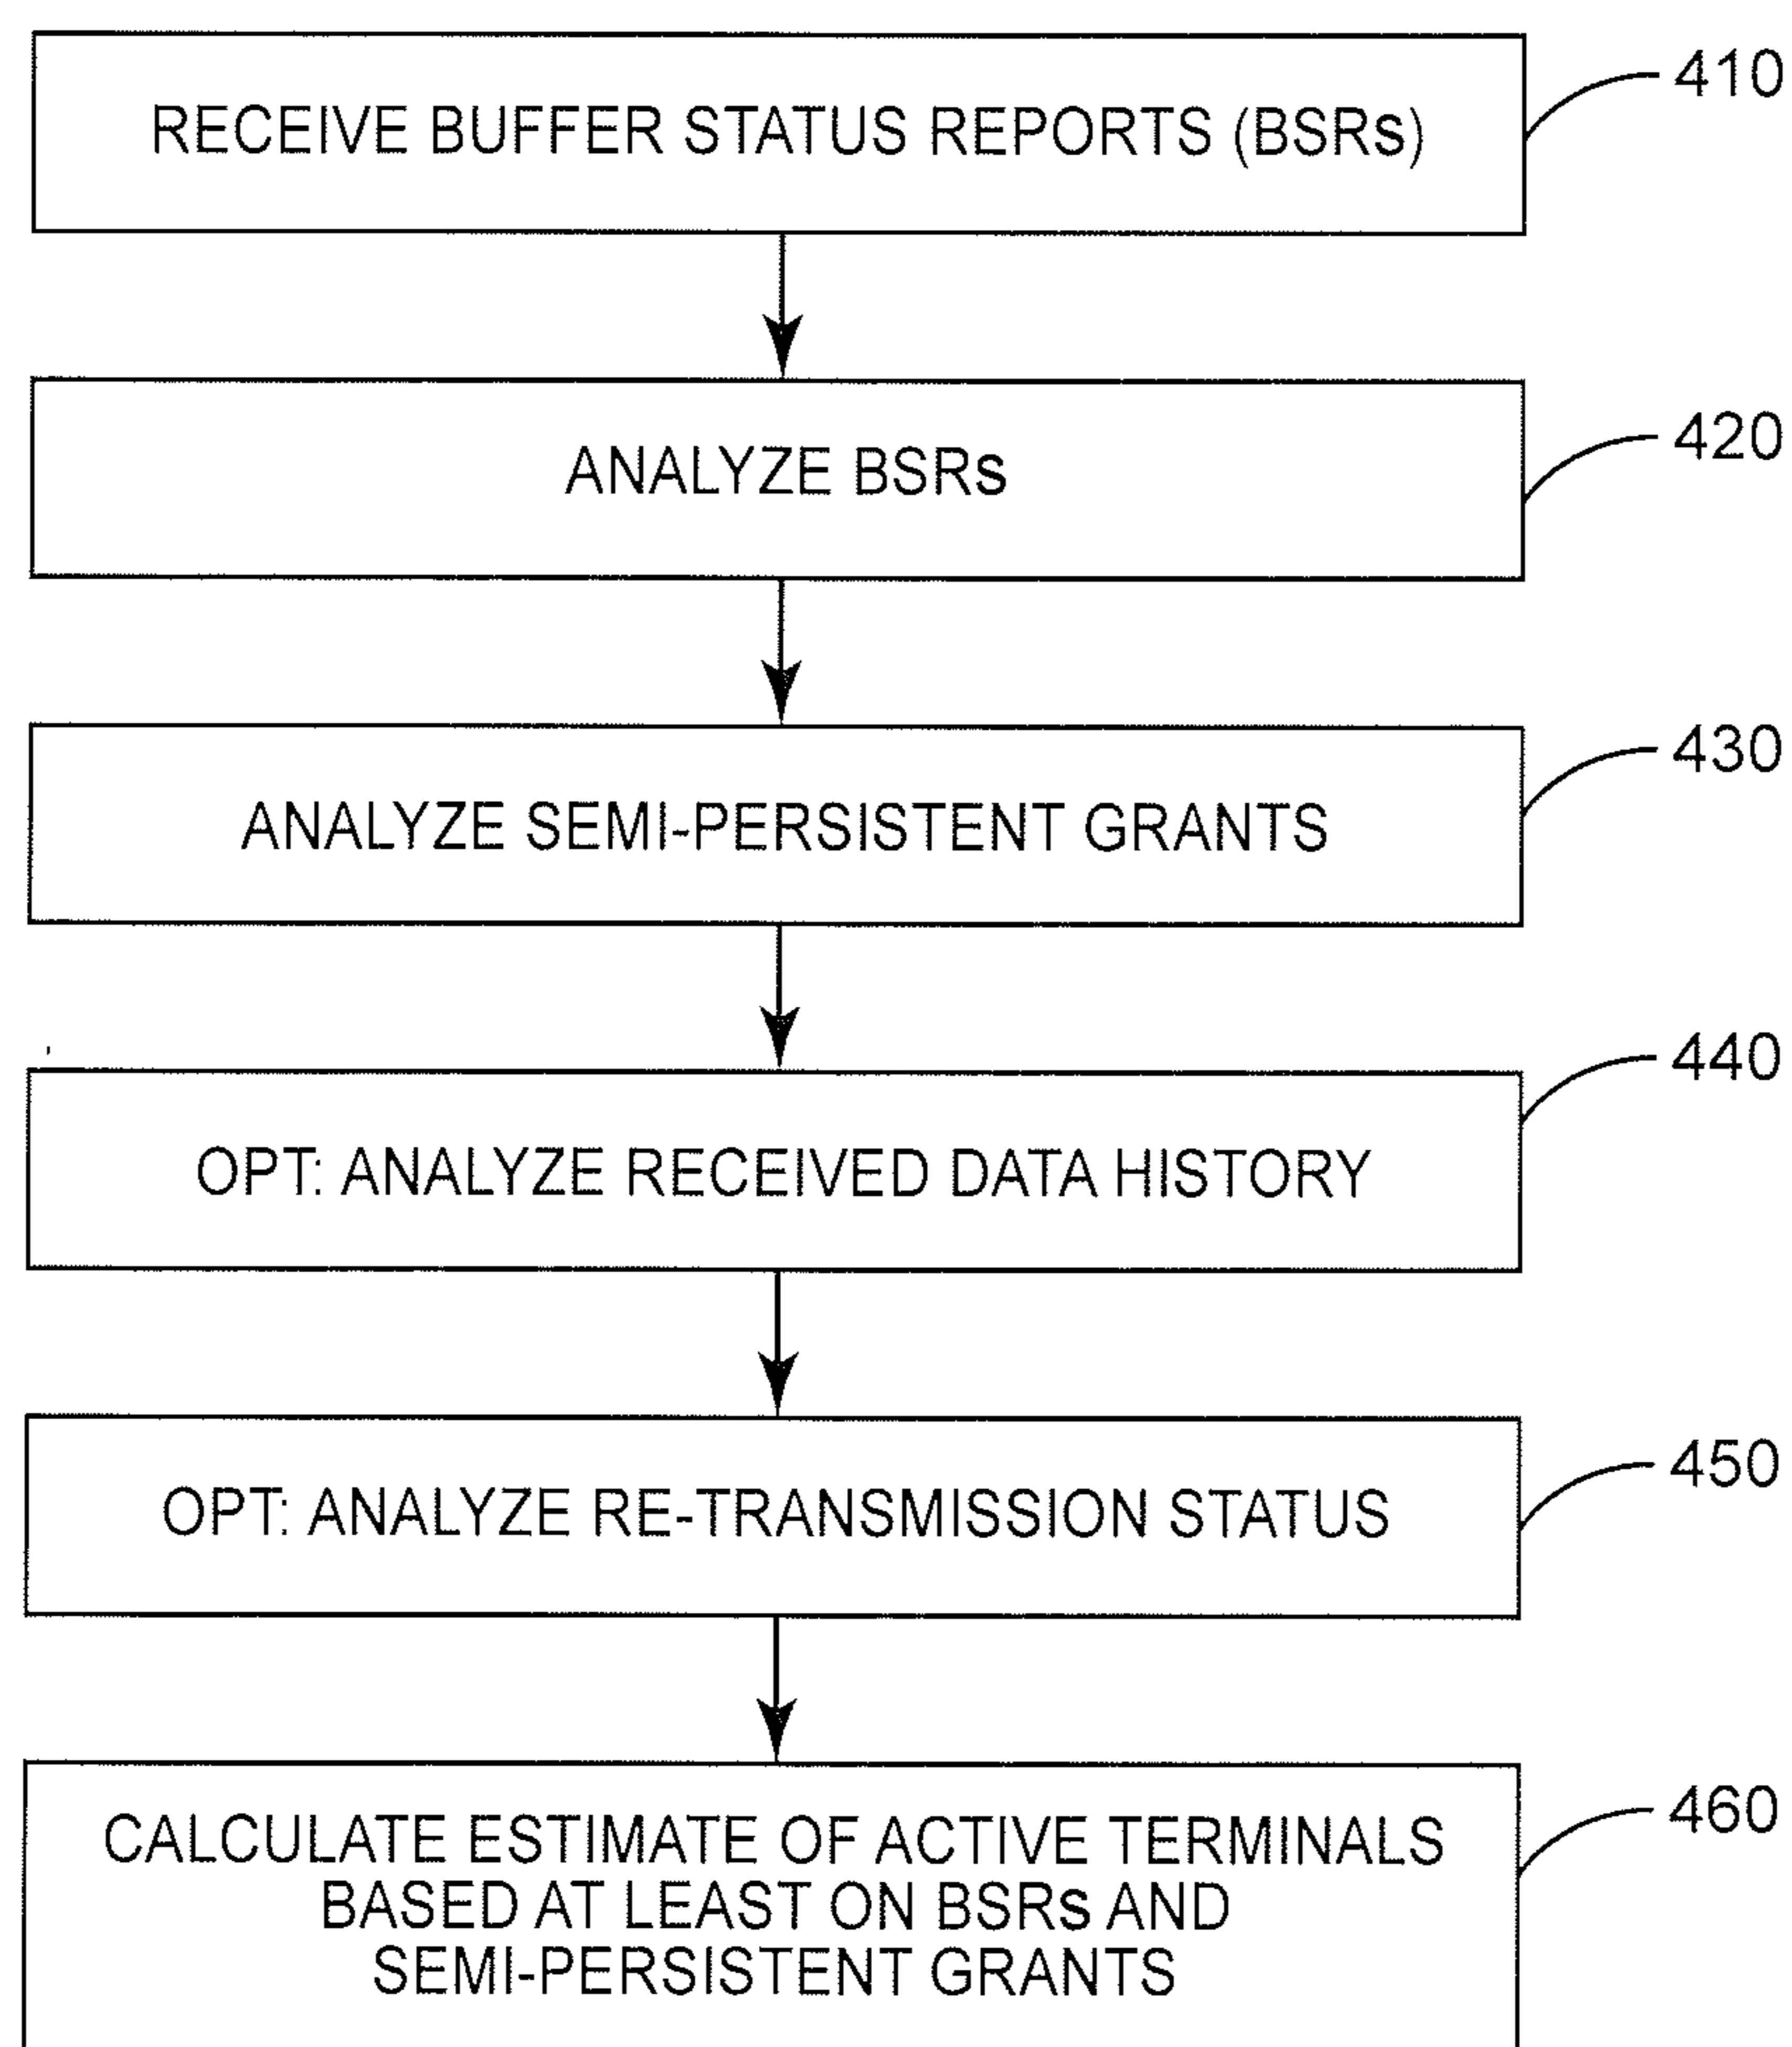 RECEIVE BUFFER STATUS REPORTS (BSRs)
410
ANALYZE BSRs
420
ANALYZE SEMI-PERSISTENT GRANTS
430
OPT: ANALYZE RECEIVED DATA HISTORY
440
OPT: ANALYZE RE-TRANSMISSION STATUS
450
CALCULATE ESTIMATE OF ACTIVE TERMINALS
BASED AT LEAST ON BSRs AND
SEMI-PERSISTENT GRANTS
460